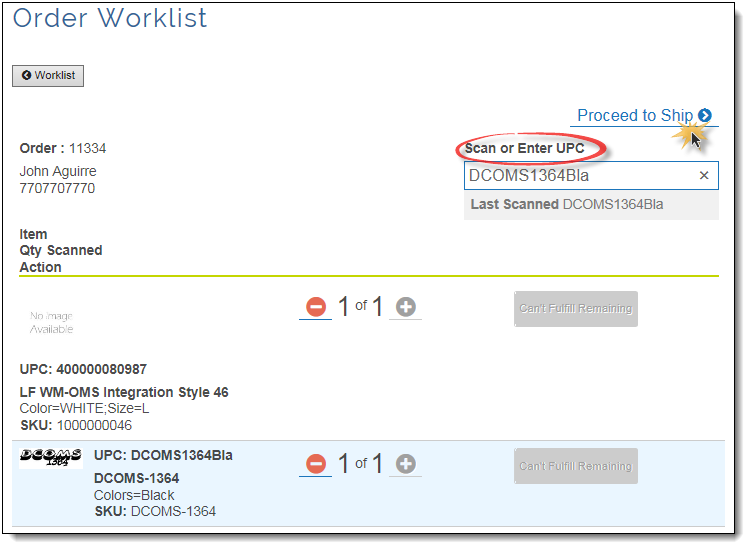 Order Worklist
Worklist
Proceed to Ship
Order : 11334
Scan or Enter UPC
John Aguirre
7707707770
DCOMS1364Bla ×
Last Scanned DCOMS1364Bla
Item
Qty Scanned
Action
No Image
Available
1 of 1
Can't Fulfill Remaining
UPC: 400000080987
LF WM-OMS Integration Style 46
Color=WHITE;Size=L
SKU: 1000000046
DCOMS
1364
UPC: DCOMS1364Bla
DCOMS-1364
Colors=Black
SKU: DCOMS-1364
1 of 1
Can't Fulfill Remaining